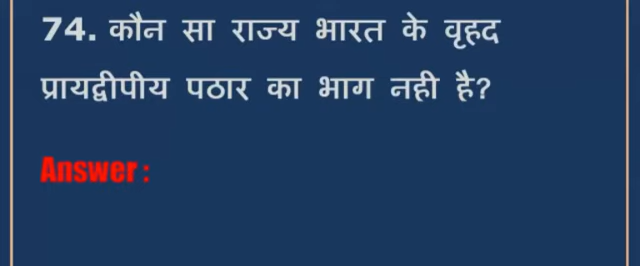 74. कौन सा राज्य भारत के वृहद
प्रायद्वीपीय पठार का भाग नही है?
Answer :